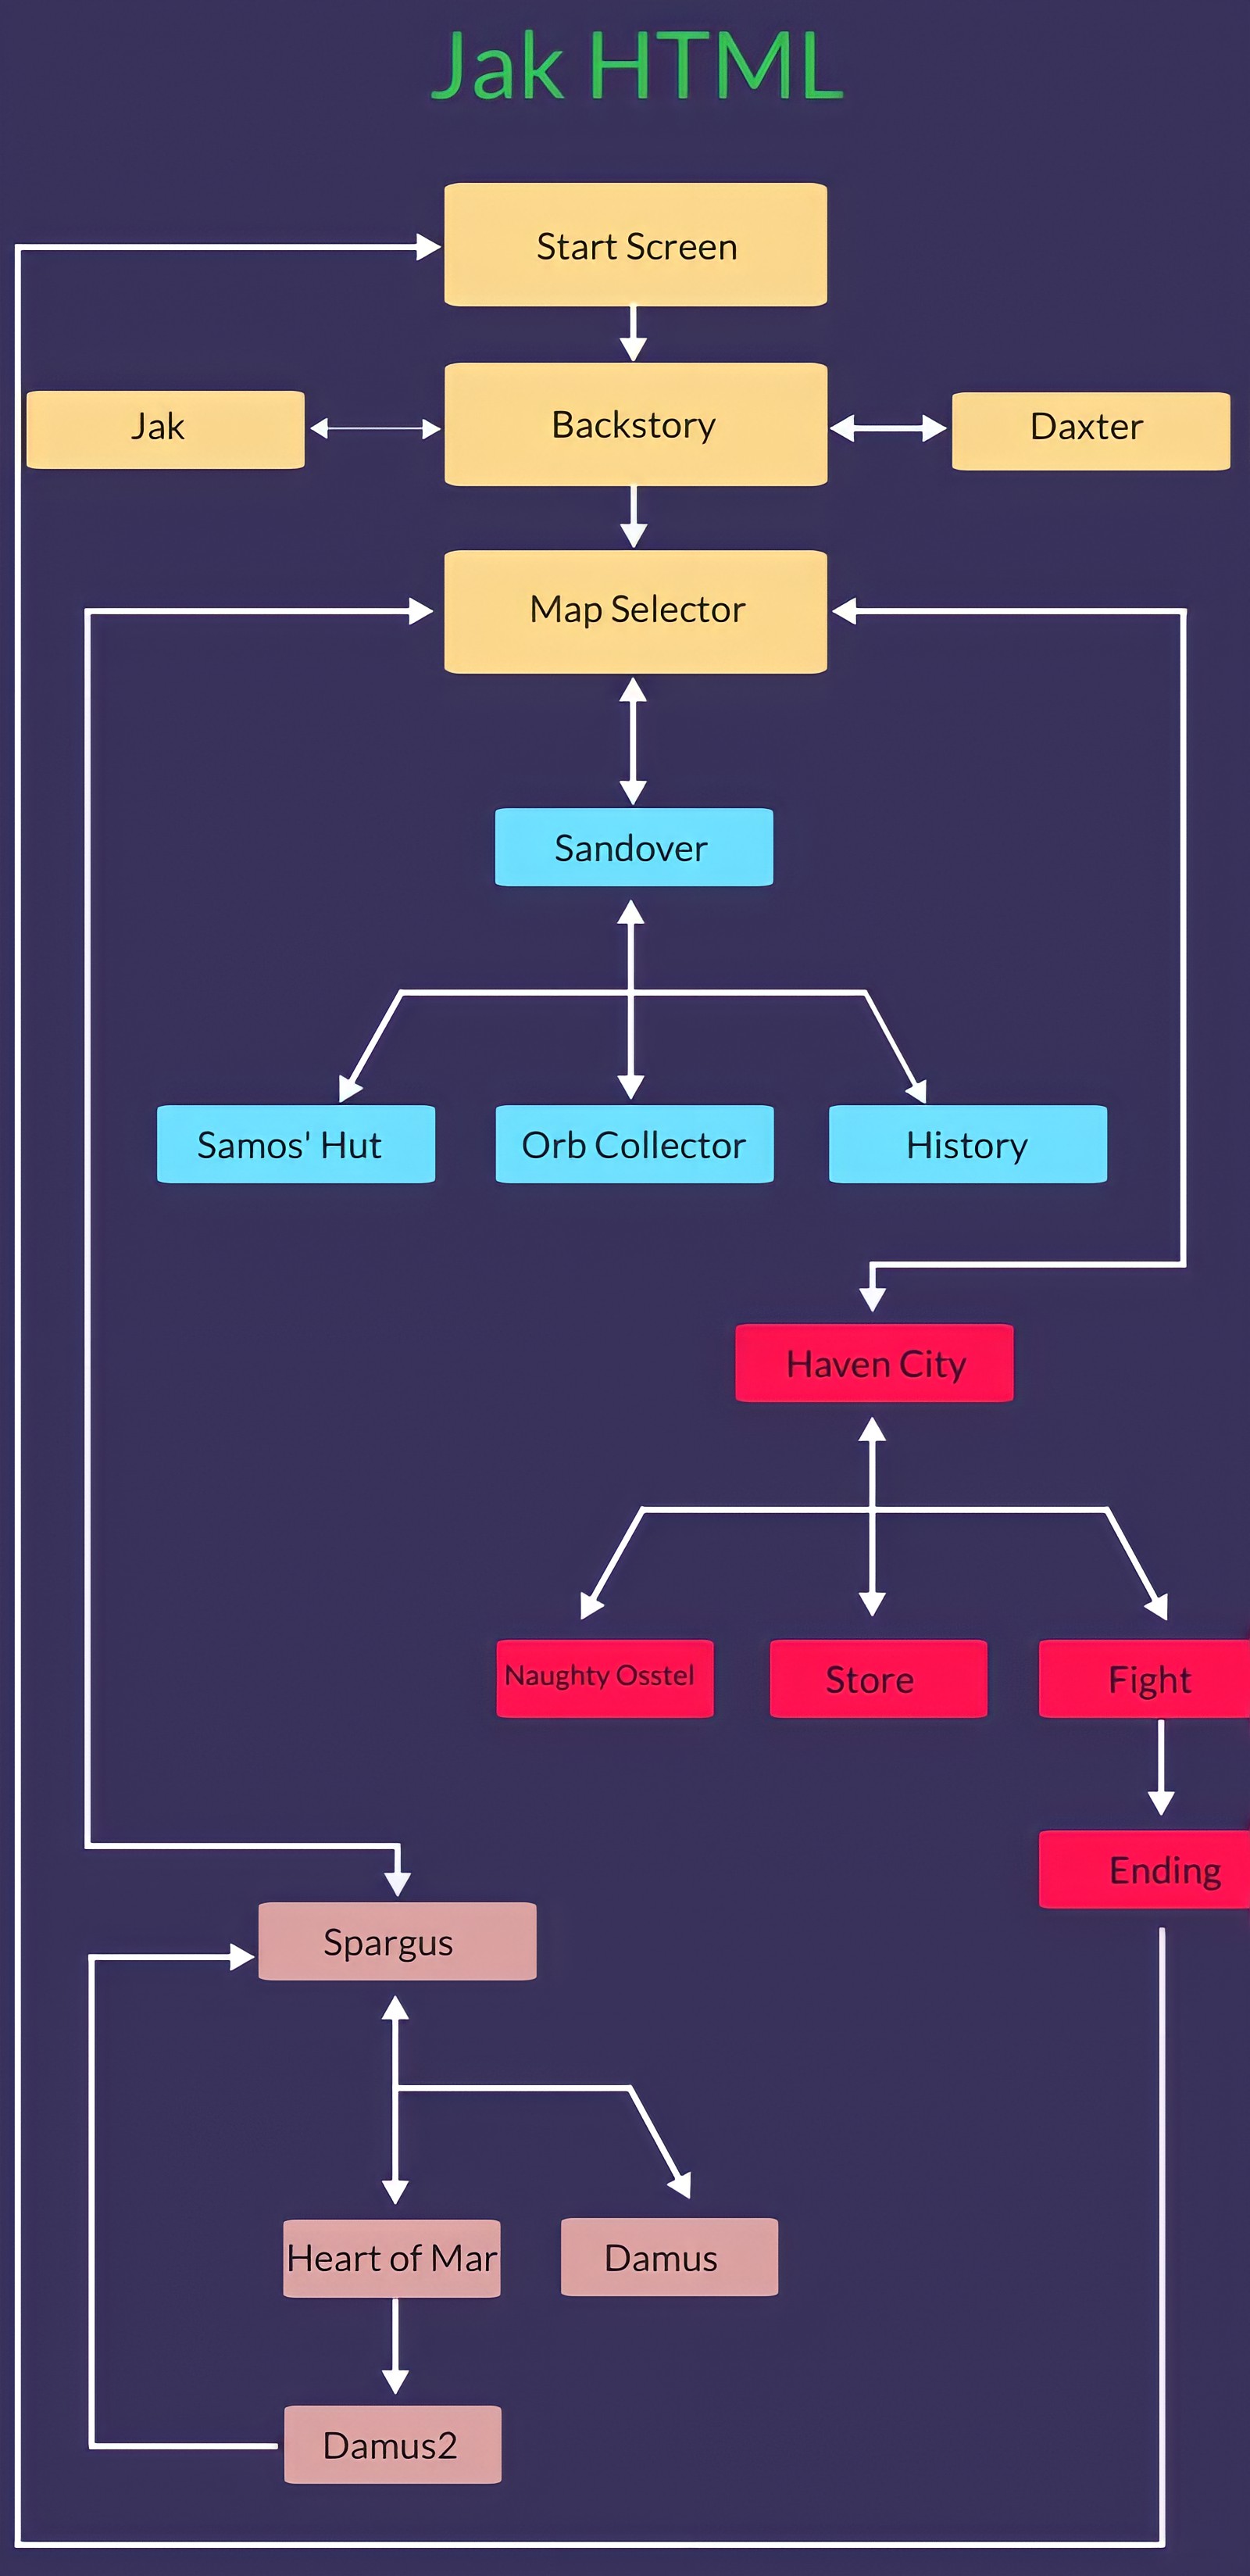 Jak HTML
Start Screen
Jak
Backstory
Daxter
Map Selector
Sandover
Samos' Hut
Orb Collector
History
Haven City
Naughty Osstel
Store
Fight
Ending
Spargus
Heart of Mar
Damus
Damus2